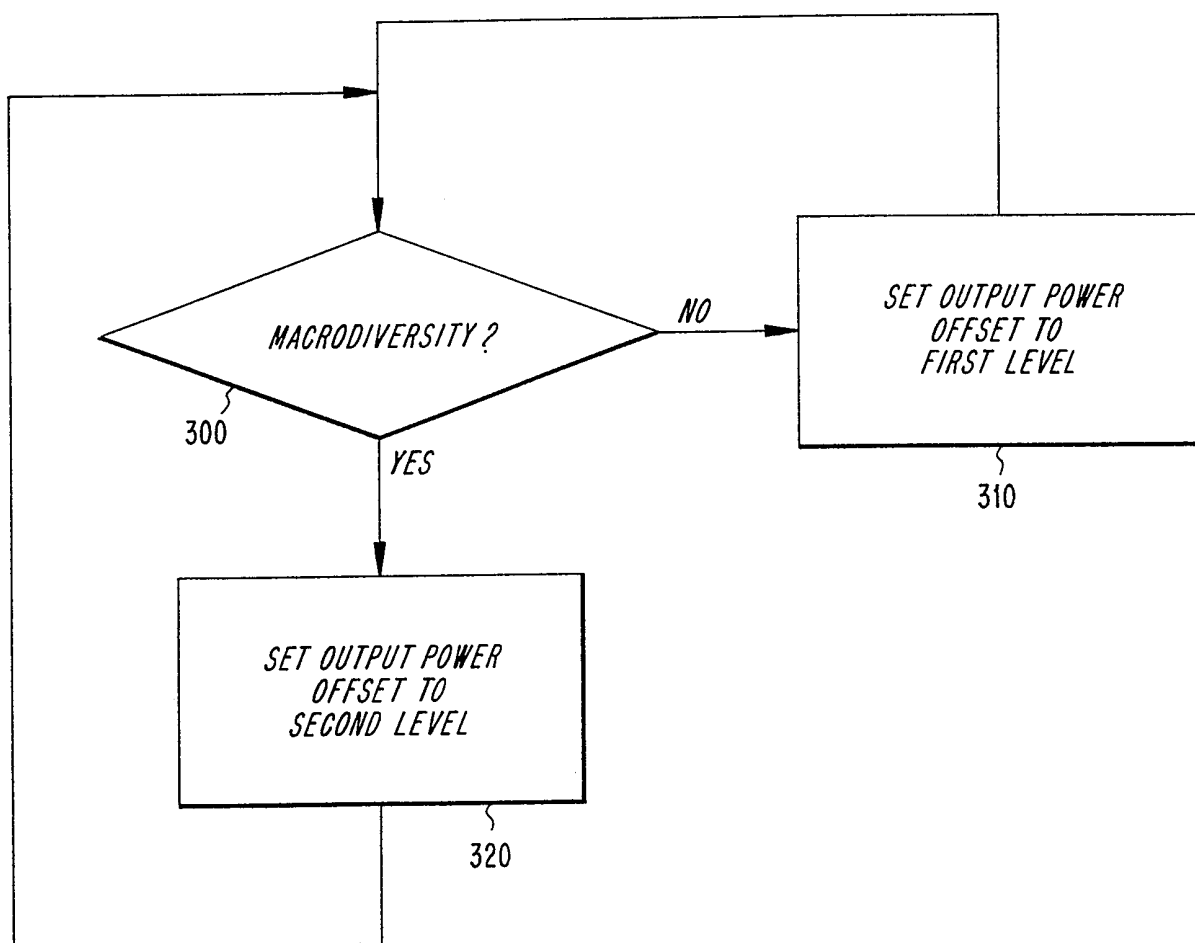 MACRODIVERSITY?
300
NO
SET OUTPUT POWER
OFFSET TO
FIRST LEVEL
310
YES
SET OUTPUT POWER
OFFSET TO
SECOND LEVEL
320